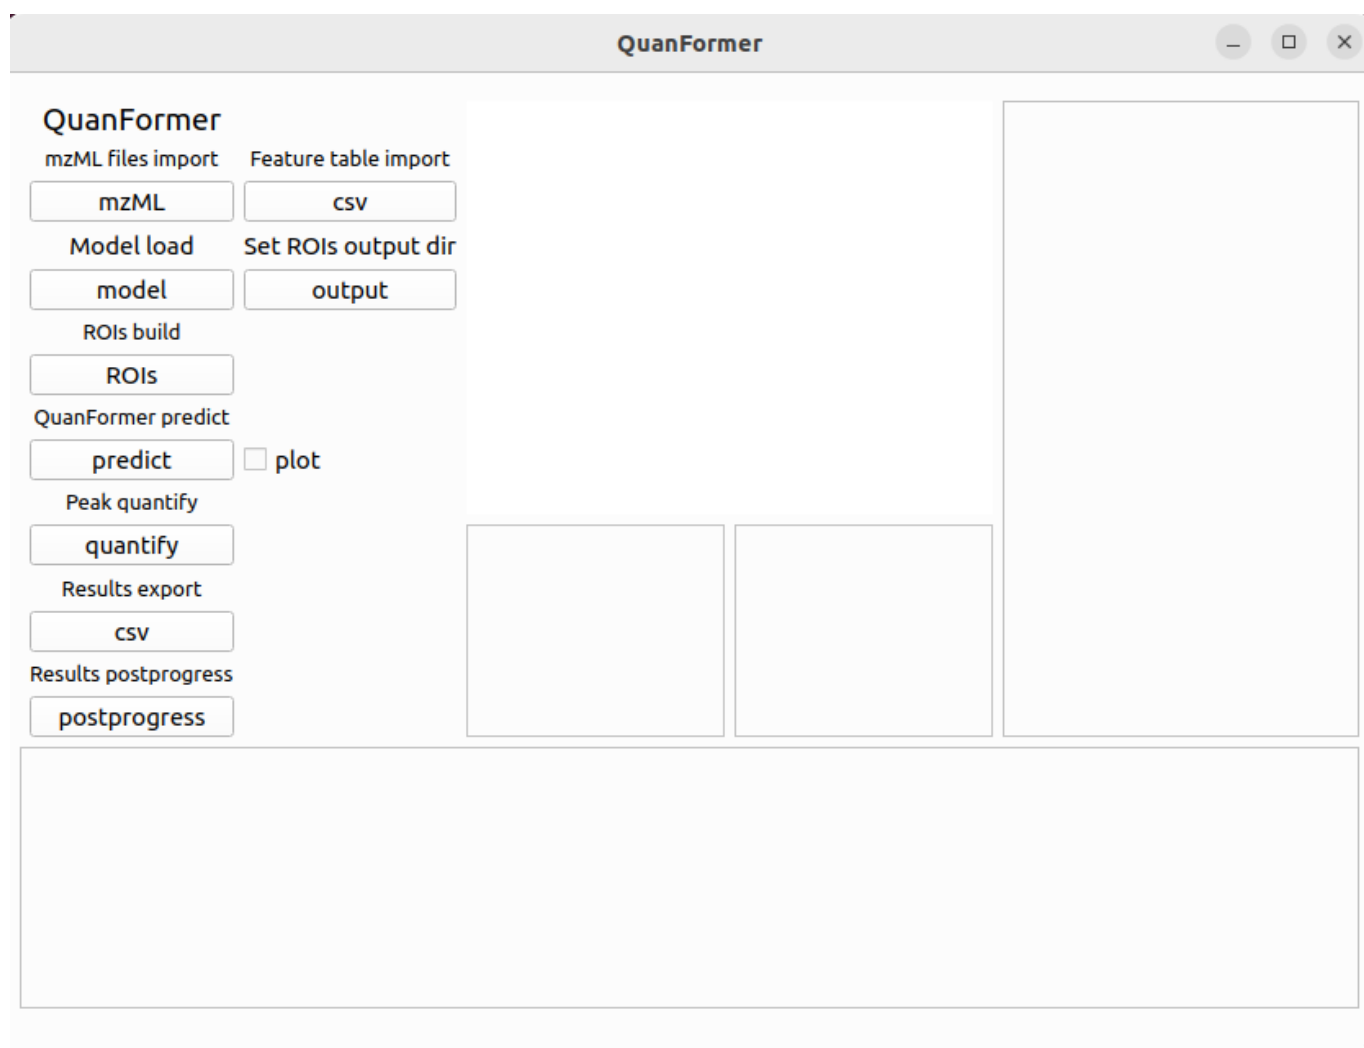 QuanFormer
QuanFormer
mzML files import Feature table import
mzML csv
Model load Set ROIs output dir
model output
ROIs build
ROIs
QuanFormer predict
predict plot
Peak quantify
quantify
Results export
csv
Results postprogress
postprogress